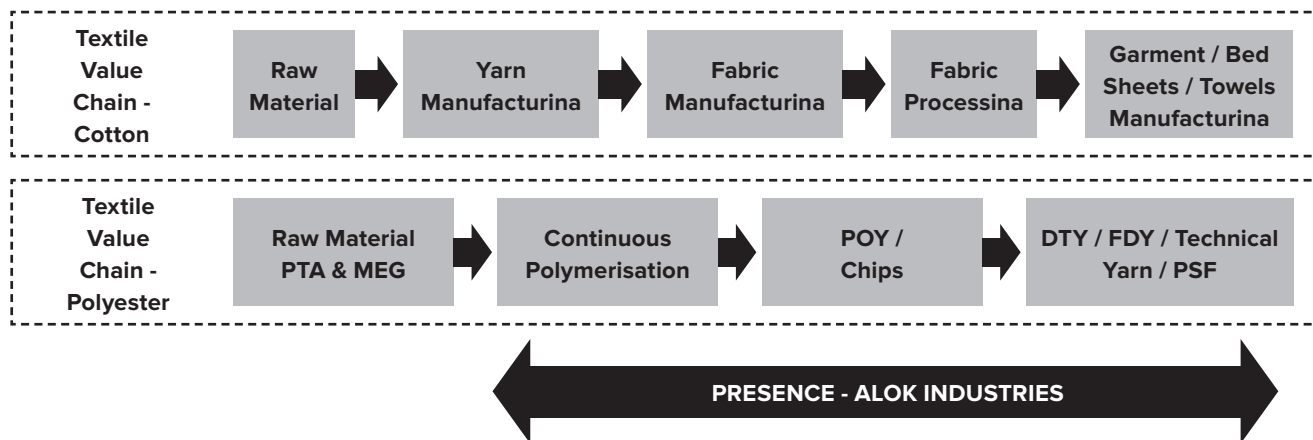 Textile
Value
Chain -
Cotton
Raw
Material
Yarn
Manufacturina
Fabric
Manufacturina
Fabric
Processina
Garment / Bed
Sheets / Towels
Manufacturina
Textile
Value
Chain -
Polyester
Raw Material
PTA & MEG
Continuous
Polymerisation
POY /
Chips
DTY / FDY / Technical
Yarn / PSF
PRESENCE - ALOK INDUSTRIES